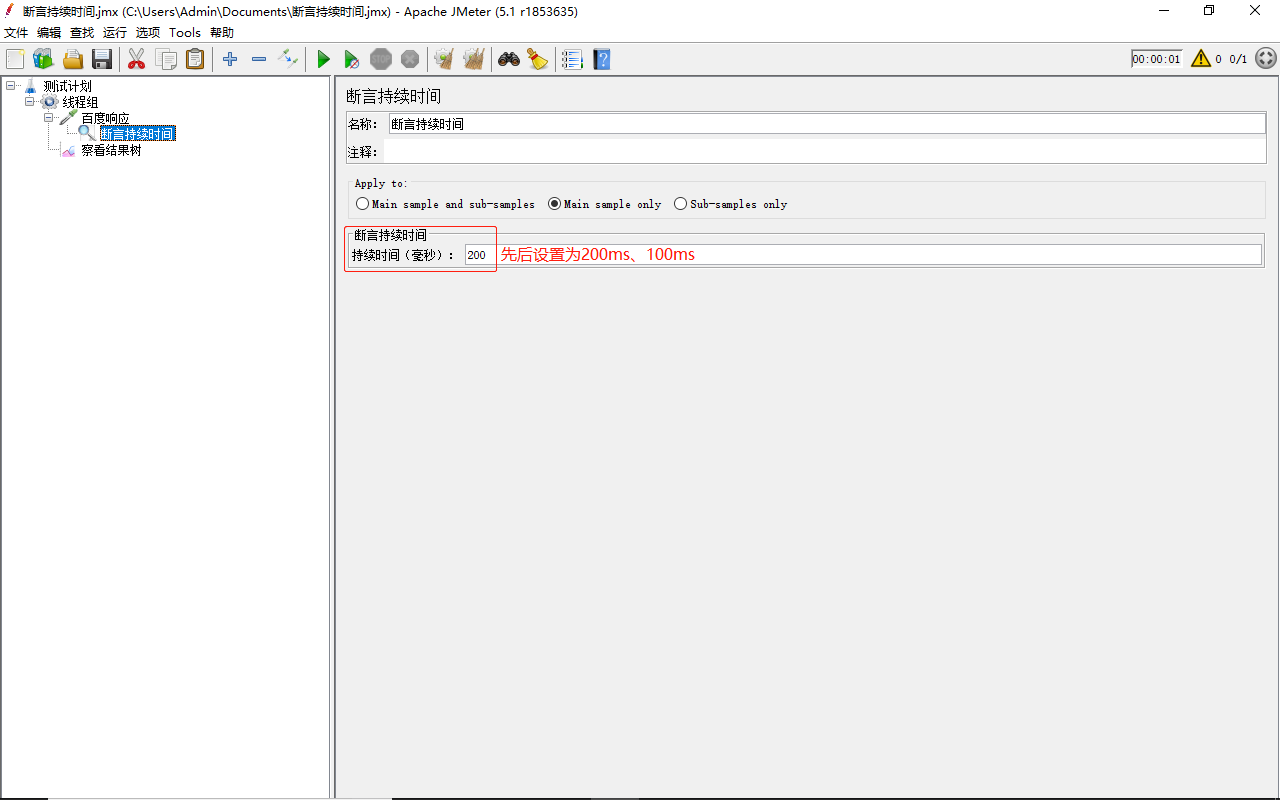 断言持续时间.jmx (C:\Users\Admin\Documents\断言持续时间.jmx) - Apache JMeter (5.1 r1853635)
文件 编辑 查找 运行 选项 Tools 帮助
STOP
00:00:01 0 0/1
测试计划
线程组
百度响应
断言持续时间
察看结果树
断言持续时间
名称: 断言持续时间
注释:
Apply to:
Main sample and sub-samples Main sample only Sub-samples only
断言持续时间
持续时间（毫秒）: 200 先后设置为200ms、100ms